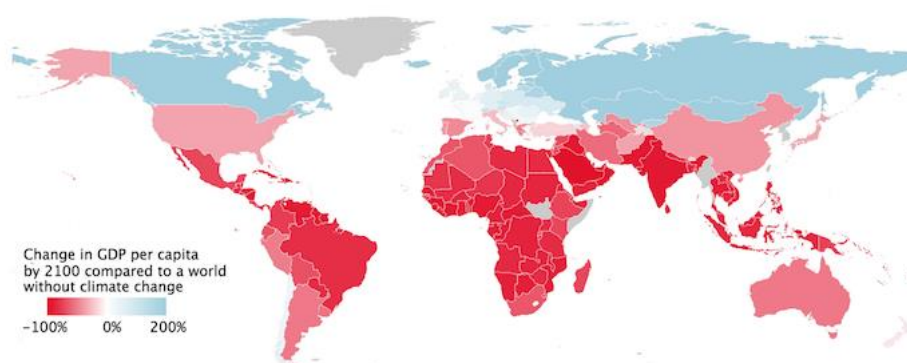 Change in GDP per capita
by 2100 compared to a world
without climate change
-100% 0% 200%